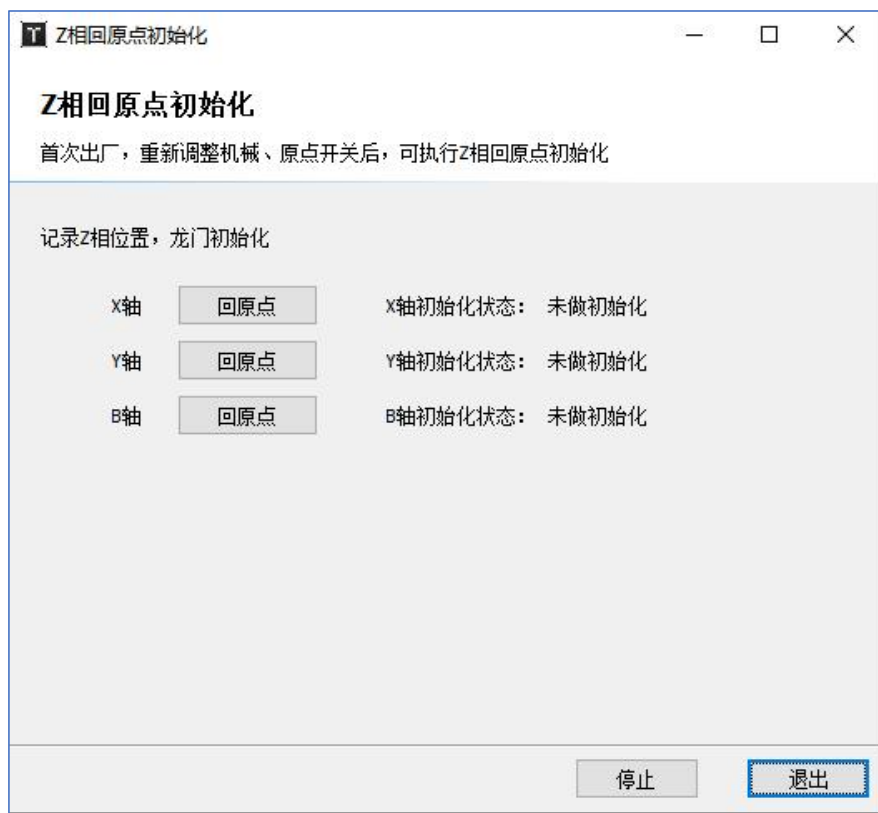 Z相回原点初始化
Z相回原点初始化
首次出厂，重新调整机械、原点开关后，可执行Z相回原点初始化
记录Z相位置，龙门初始化
X轴 回原点 X轴初始化状态： 未做初始化
Y轴 回原点 Y轴初始化状态： 未做初始化
B轴 回原点 B轴初始化状态： 未做初始化
停止 退出